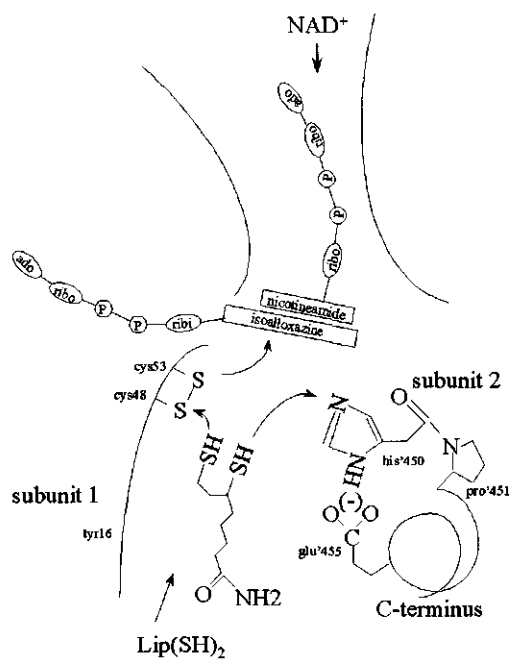 NAD+
ado
ribo
P
P
ribo
nicotineamide
isoalloxazine
ado
ribo
P
P
ribi
cys53
cys48
S
S
SH
SH
subunit 1
tyr16
O
NH2
Lip(SH)2
subunit 2
N
HN
O
N
his'450
pro'451
(-)
O
O
C
glu'455
C-terminus